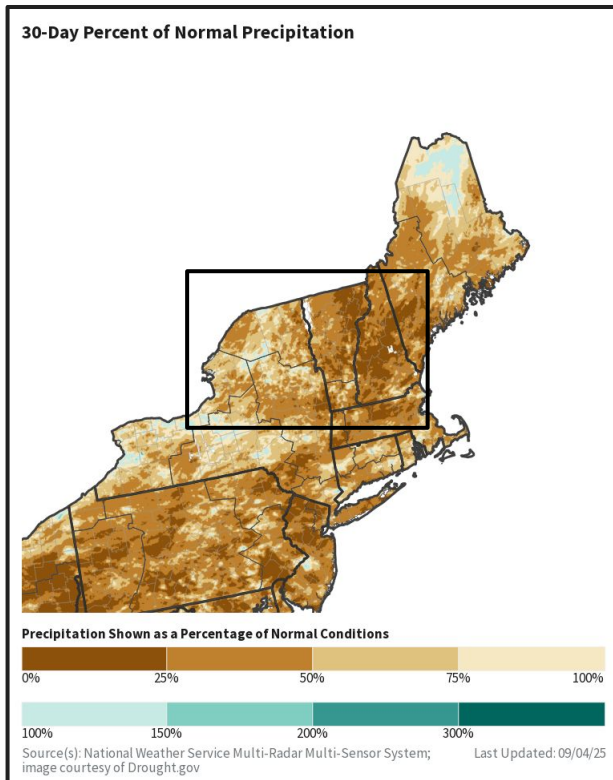 30-Day Percent of Normal Precipitation
Precipitation Shown as a Percentage of Normal Conditions
0% 25% 50% 75% 100%
100% 150% 200% 300%
Source(s): National Weather Service Multi-Radar Multi-Sensor System; Last Updated: 09/04/25
image courtesy of Drought.gov